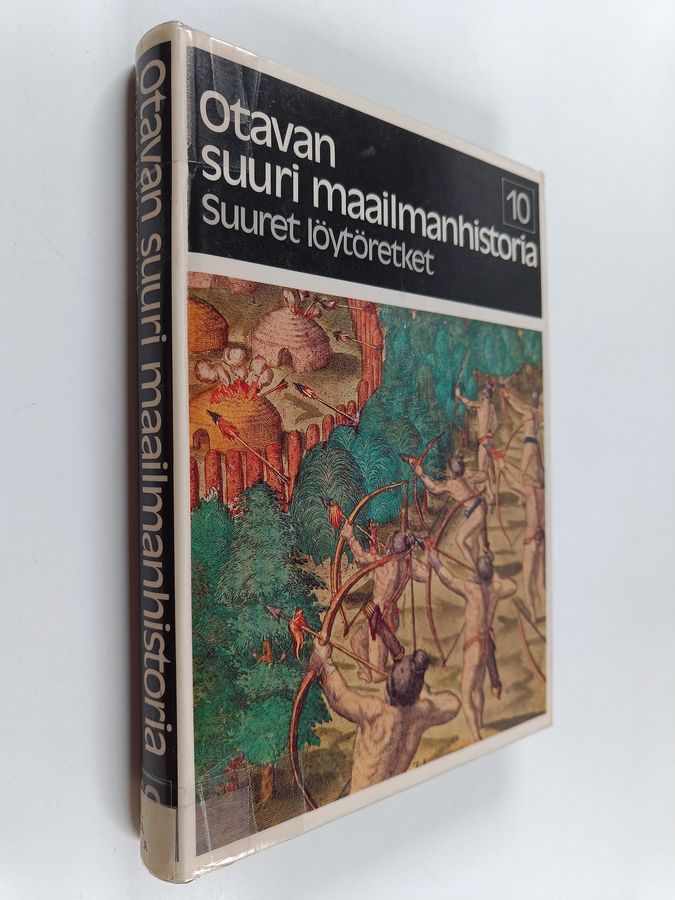 Otavan
suuri maailmanhistoria
10
Suuret löytöretket
Otavan suuri maailmanhistoria